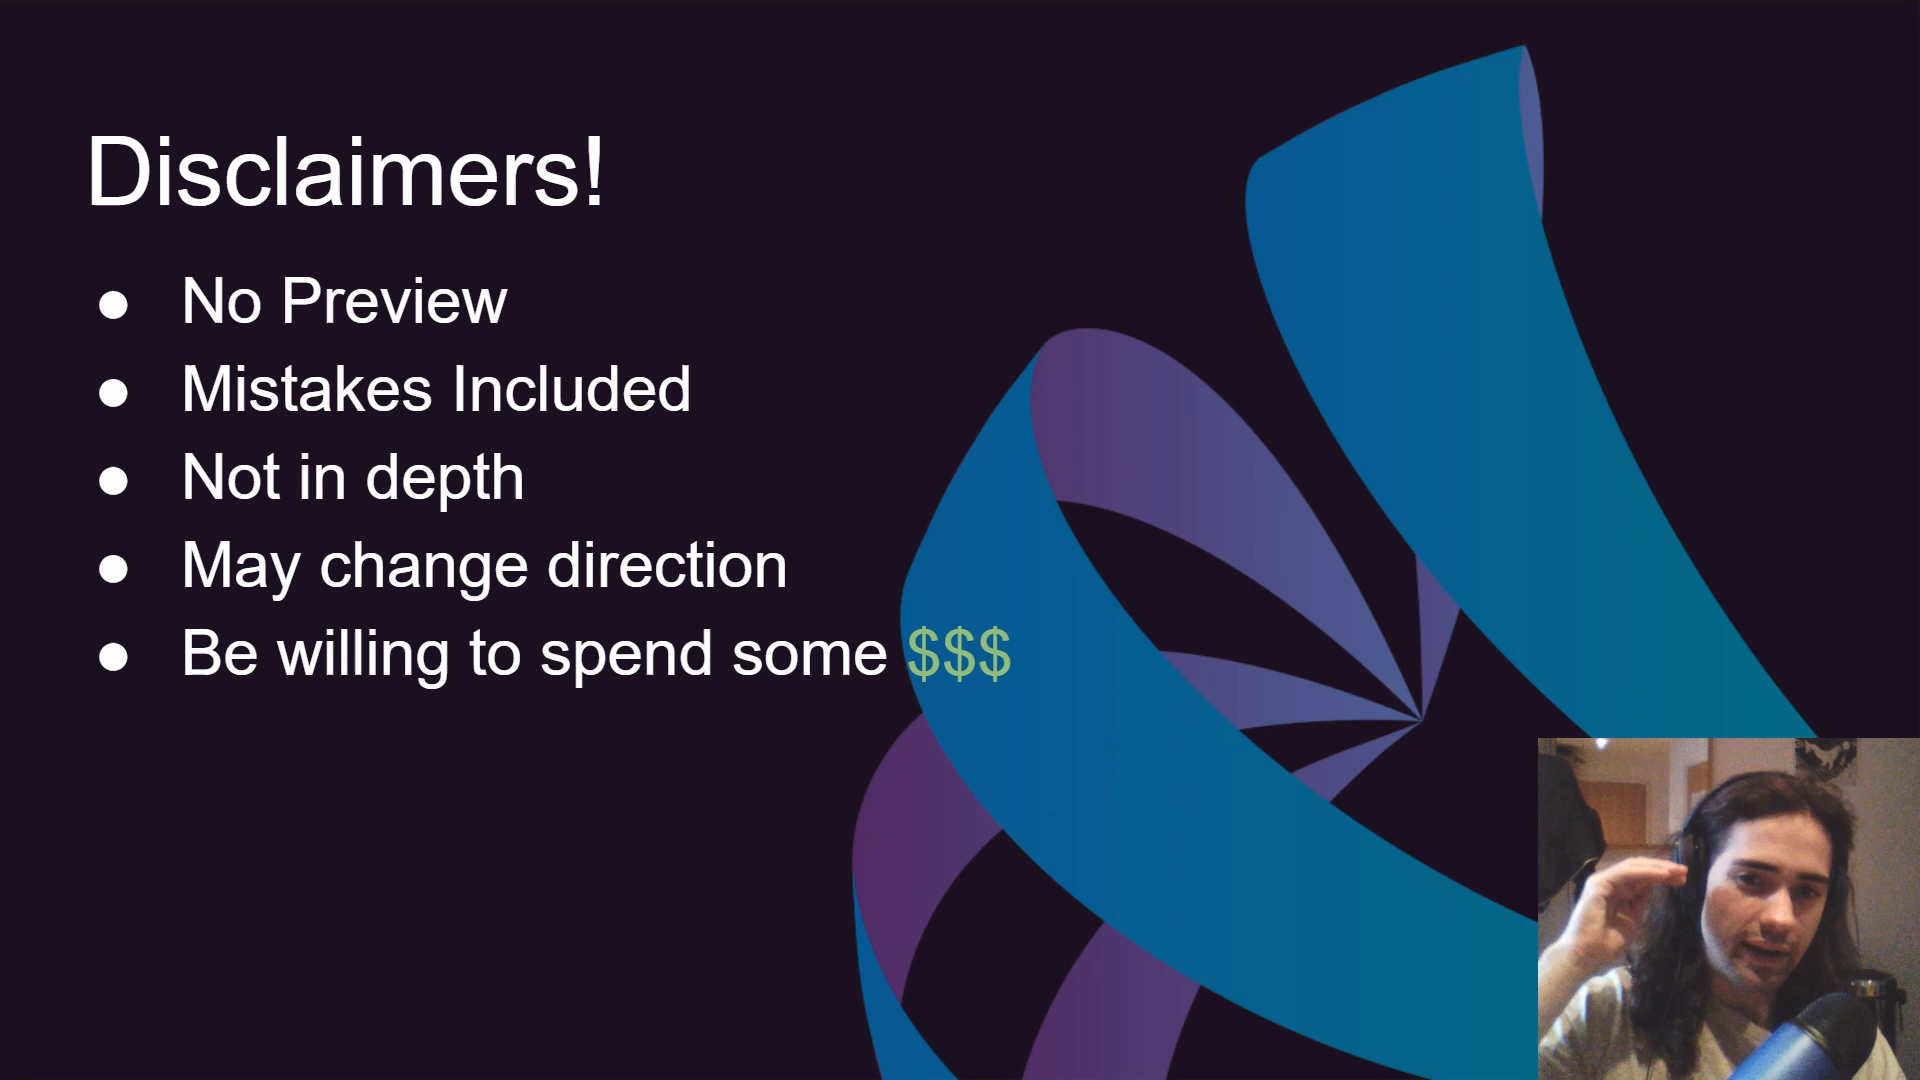 Disclaimers!
● No Preview
● Mistakes Included
● Not in depth
● May change direction
● Be willing to spend some $$$